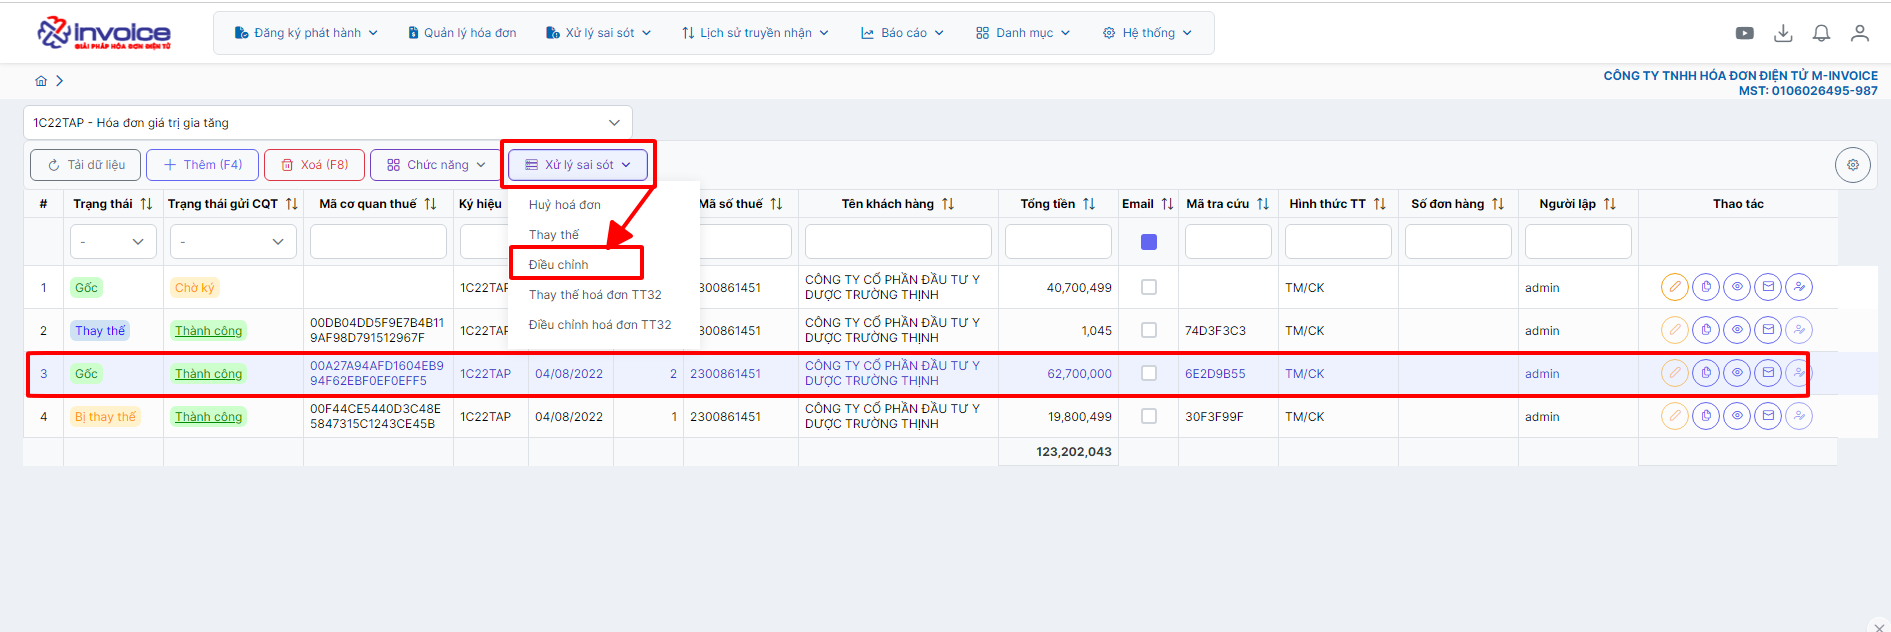 Invoice
GIẢI PHÁP HÓA ĐƠN ĐIỆN TỬ
Đăng ký phát hành
Quản lý hóa đơn
Xử lý sai sót
Lịch sử truyền nhận
Báo cáo
Danh mục
Hệ thống
CÔNG TY TNHH HÓA ĐƠN ĐIỆN TỬ M-INVOICE
MST: 0106026495-987
1C22TAP - Hóa đơn giá trị gia tăng
Tải dữ liệu
Thêm (F4)
Xoá (F8)
Chức năng
Xử lý sai sót
Huỷ hoá đơn
Thay thế
Điều chỉnh
Thay thế hoá đơn TT32
Điều chỉnh hoá đơn TT32
# Trạng thái Trạng thái gửi CQT Mã cơ quan thuế Ký hiệu Mã số thuế Tên khách hàng Tổng tiền Email Mã tra cứu Hình thức TT Số đơn hàng Người lập Thao tác
- -
1 Gốc Chờ ký 1C22TAP 2300861451 CÔNG TY CỔ PHẦN ĐẦU TƯ Y 40,700,499 TM/CK admin
DƯỢC TRƯỜNG THỊNH
2 Thay thế Thành công 00DB04DD5F9E7B4B11 1C22TAP 2300861451 CÔNG TY CỔ PHẦN ĐẦU TƯ Y 1,045 74D3F3C3 TM/CK admin
9AF98D791512967F DƯỢC TRƯỜNG THỊNH
3 Gốc Thành công 00A27A94AFD1604EB9 1C22TAP 04/08/2022 2 2300861451 CÔNG TY CỔ PHẦN ĐẦU TƯ Y 62,700,000 6E2D9B55 TM/CK admin
94F62EBF0EF0EFF5 DƯỢC TRƯỜNG THỊNH
4 Bị thay thế Thành công 00F44CE5440D3C48E 1C22TAP 04/08/2022 1 2300861451 CÔNG TY CỔ PHẦN ĐẦU TƯ Y 19,800,499 30F3F99F TM/CK admin
5847315C1243CE45B DƯỢC TRƯỜNG THỊNH
123,202,043